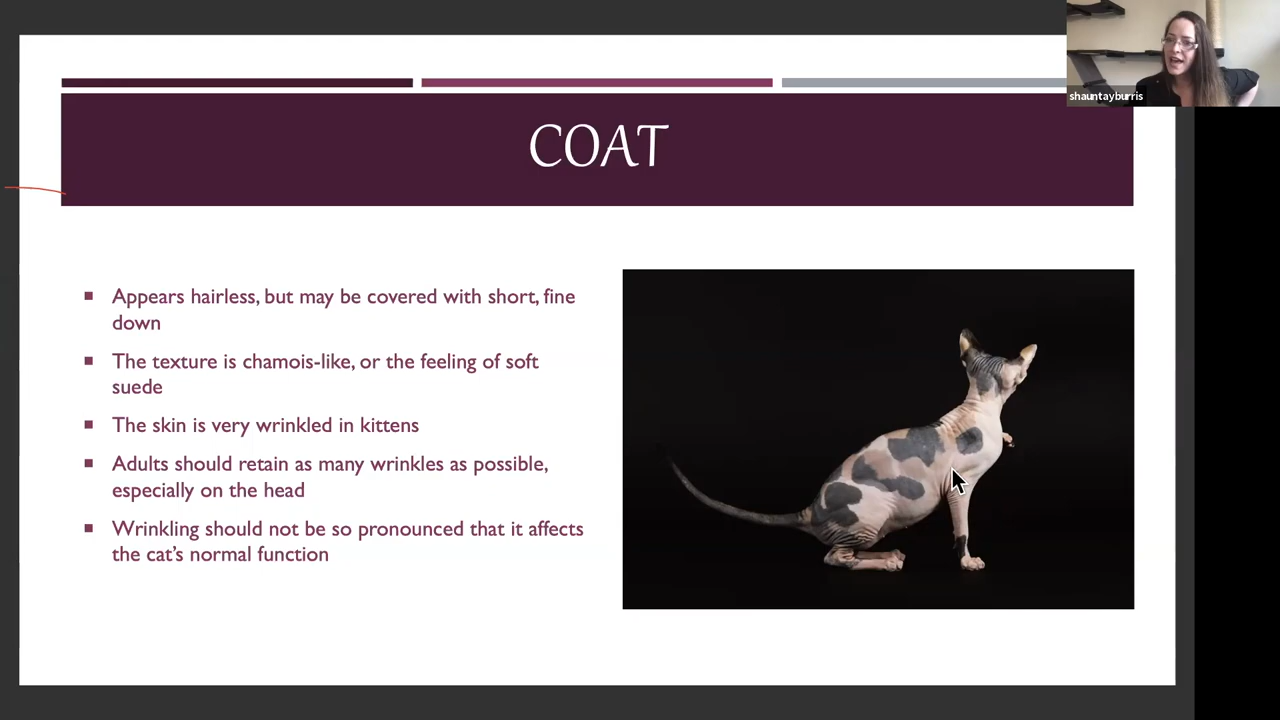 shauntayburris
COAT
Appears hairless, but may be covered with short, fine
down
The texture is chamois-like, or the feeling of soft
suede
The skin is very wrinkled in kittens
Adults should retain as many wrinkles as possible,
especially on the head
Wrinkling should not be so pronounced that it affects
the cat's normal function